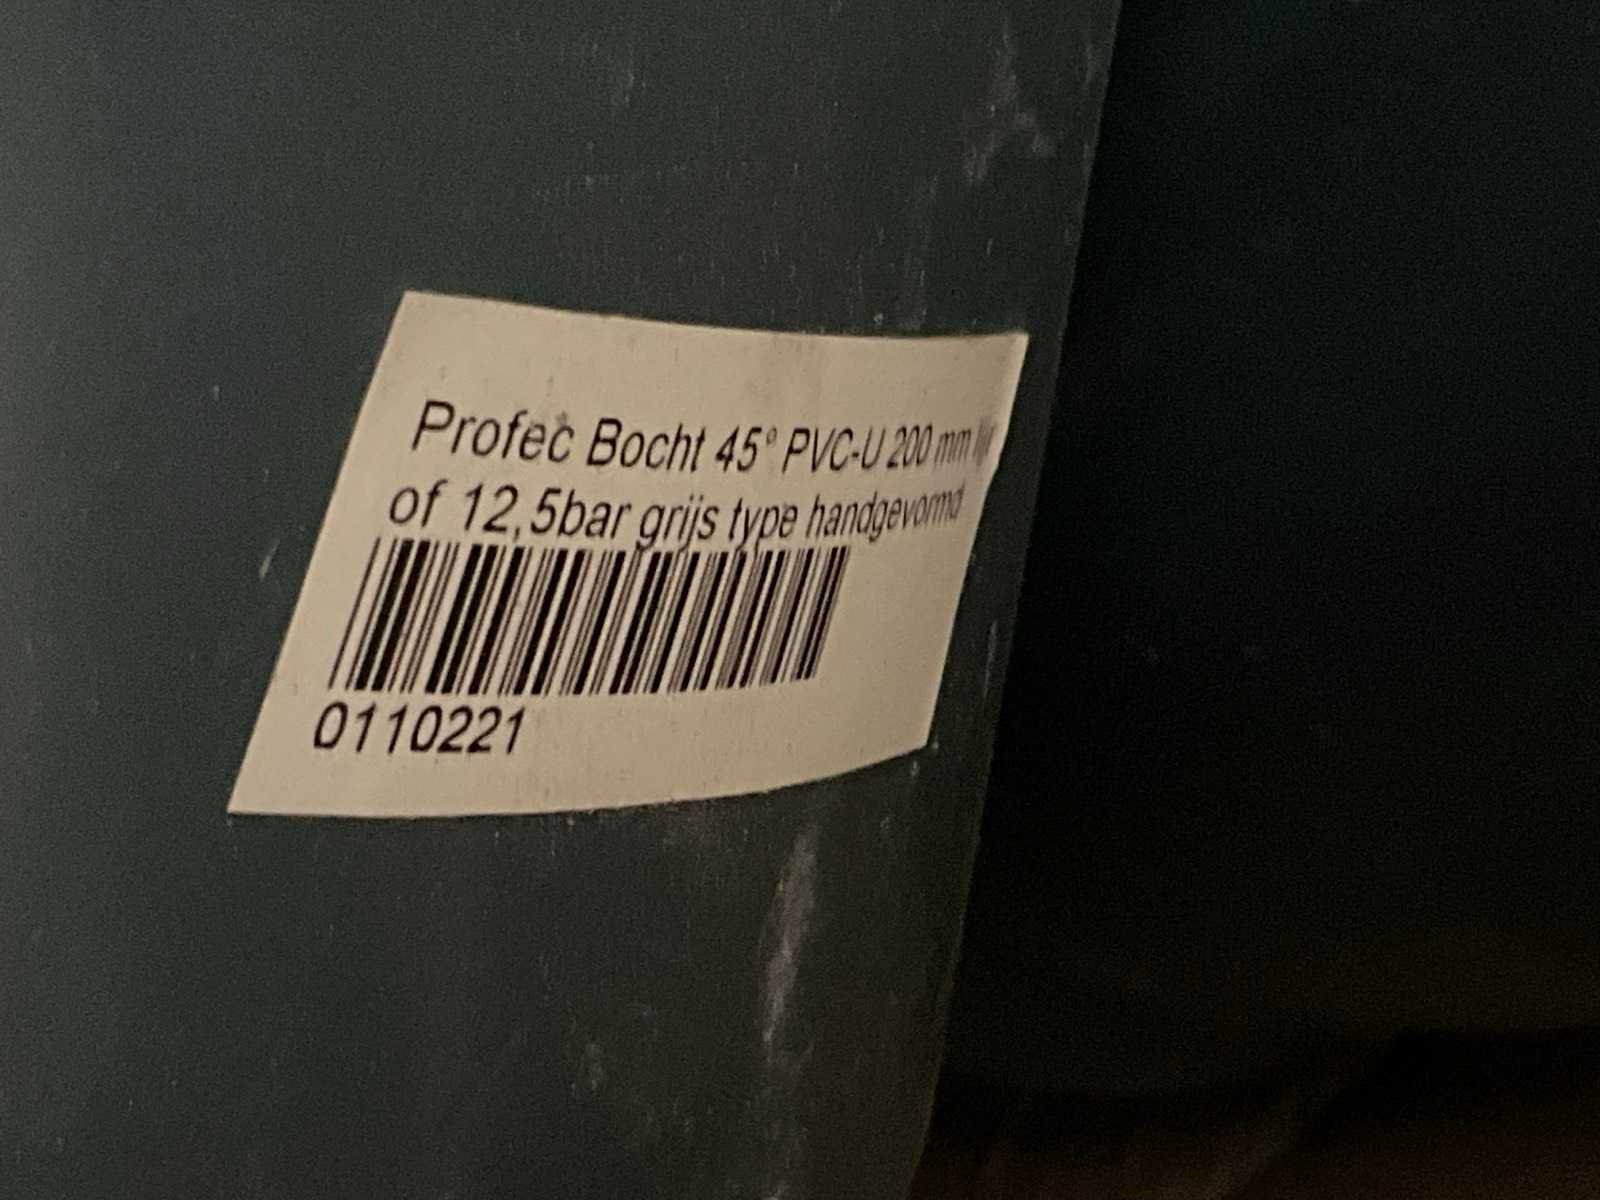 Profec Bocht 45° PVC-U 200 mm
of 12,5bar grijs type handgevormd
0110221